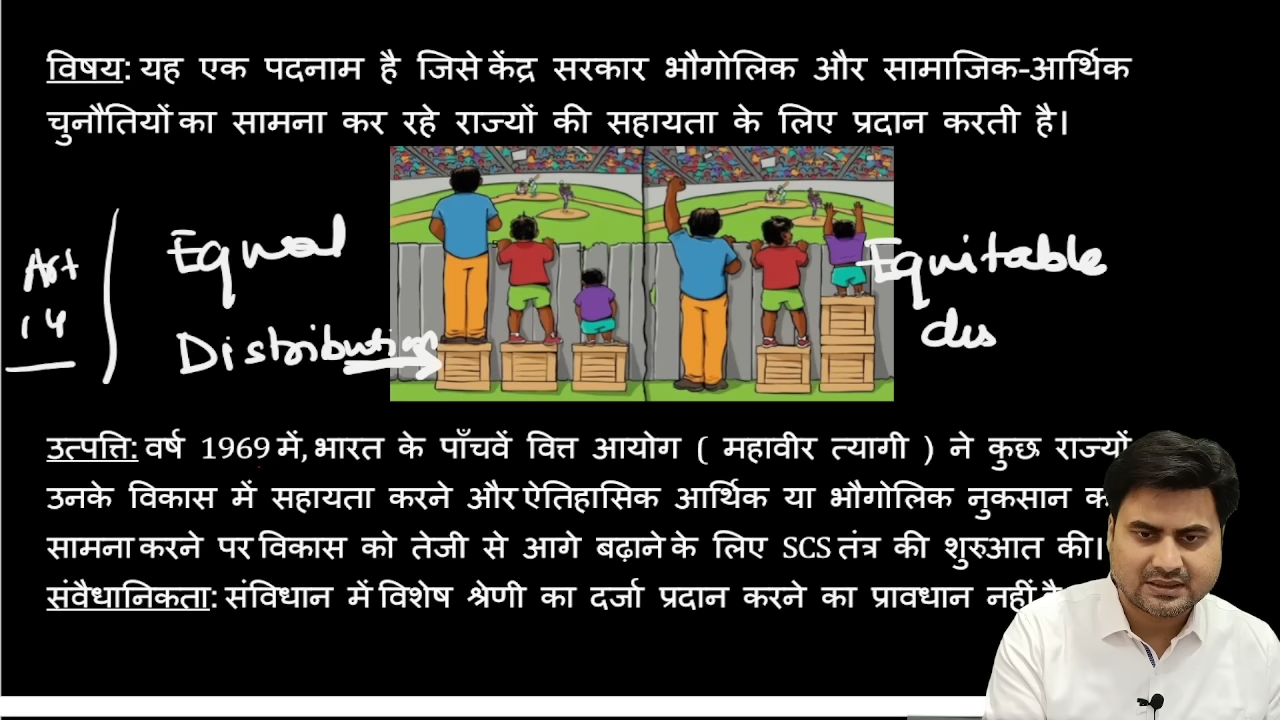 विषय: यह एक पदनाम है जिसे केंद्र सरकार भौगोलिक और सामाजिक-आर्थिक
चुनौतियों का सामना कर रहे राज्यों की सहायता के लिए प्रदान करती है।
Art
14
Equal
Distribution
Equitable
dis
उत्पत्ति: वर्ष 1969 में, भारत के पाँचवें वित्त आयोग ( महावीर त्यागी ) ने कुछ राज्यों
उनके विकास में सहायता करने और ऐतिहासिक आर्थिक या भौगोलिक नुकसान
सामना करने पर विकास को तेजी से आगे बढ़ाने के लिए SCS तंत्र की शुरुआत की।
संवैधानिकता: संविधान में विशेष श्रेणी का दर्जा प्रदान करने का प्रावधान नहीं